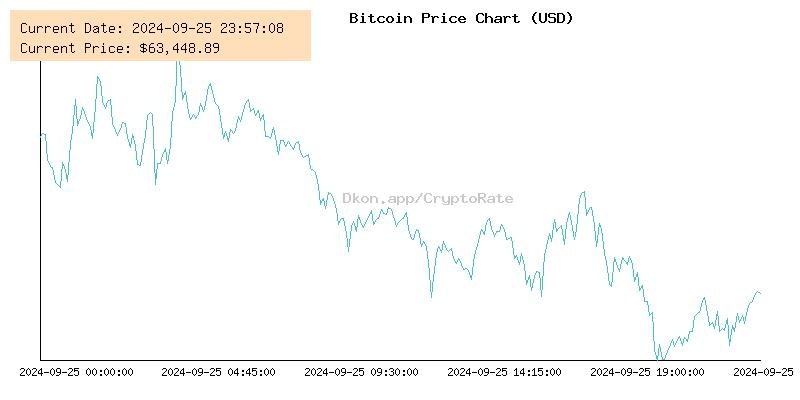 Bitcoin Price Chart (USD)
Current Date: 2024-09-25 23:57:08
Current Price: $63,448.89
Dkon.app/CryptoRate
2024-09-25 00:00:00 2024-09-25 04:45:00 2024-09-25 09:30:00 2024-09-25 14:15:00 2024-09-25 19:00:00 2024-09-25